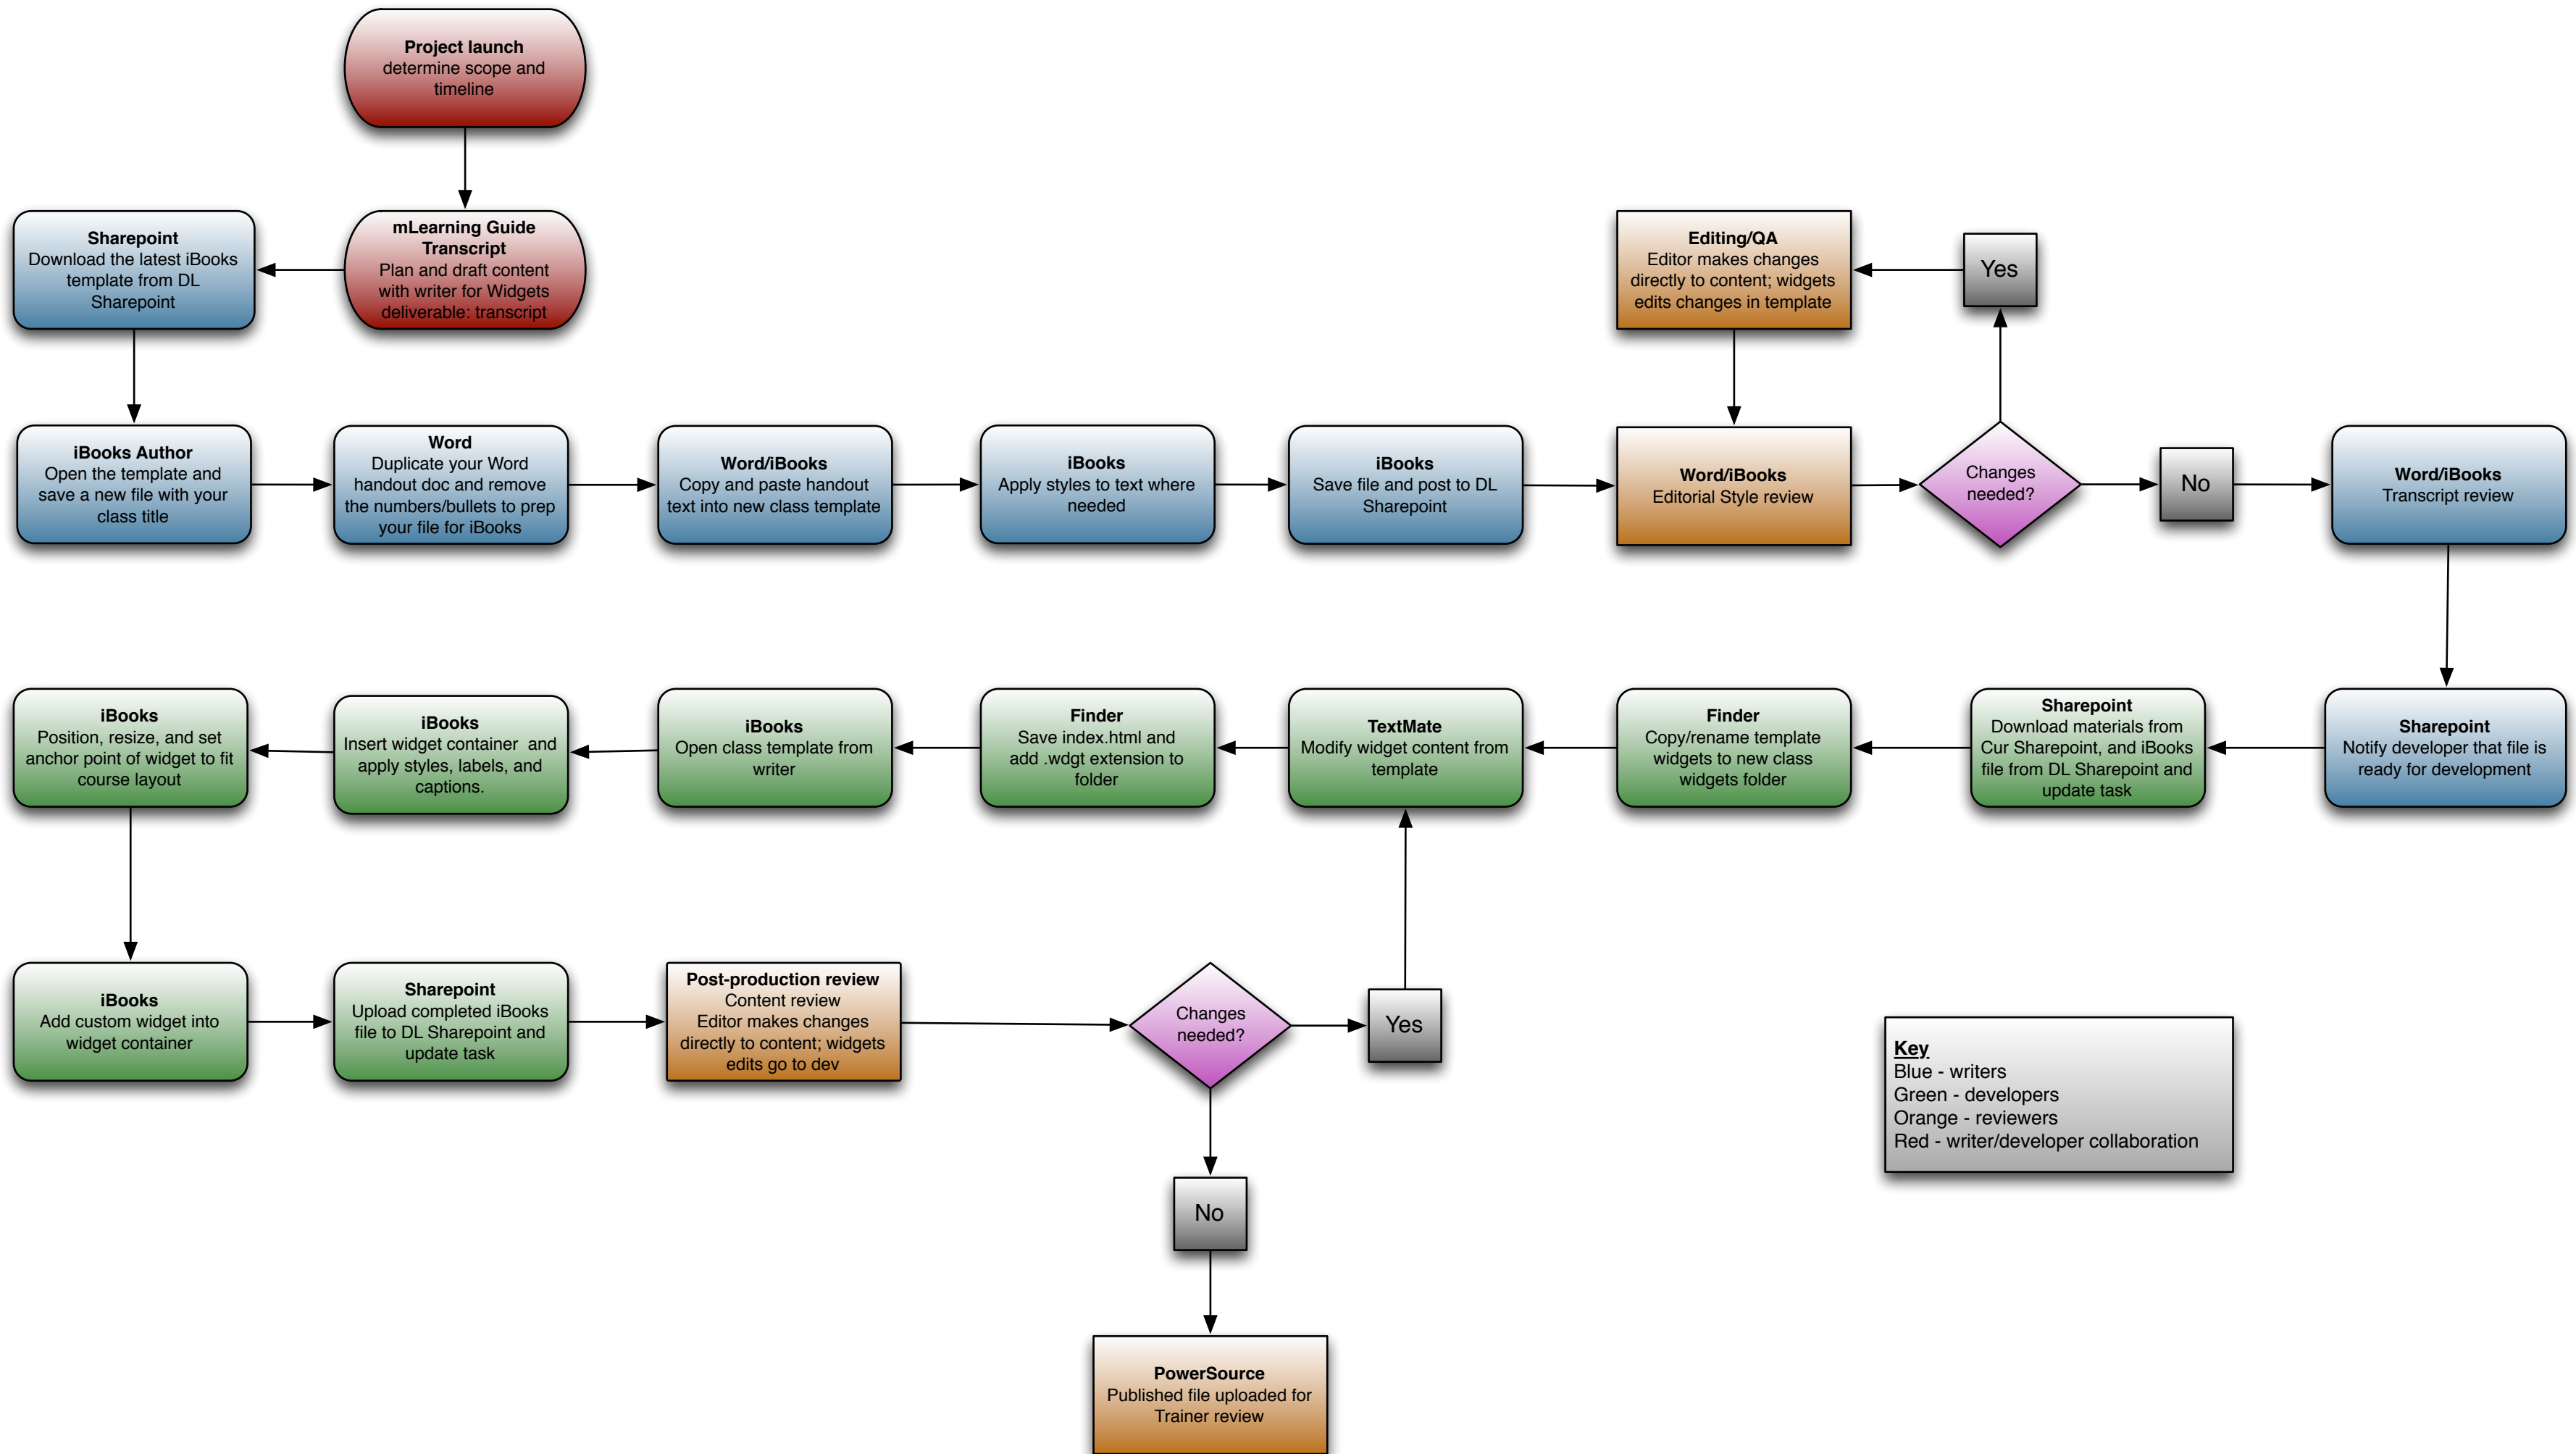 Project launch
determine scope and
timeline
Sharepoint
Download the latest iBooks
template from DL
Sharepoint
mLearning Guide
Transcript
Plan and draft content
with writer for Widgets
deliverable: transcript
Editing/QA
Editor makes changes
directly to content; widgets
edits changes in template
Yes
iBooks Author
Open the template and
save a new file with your
class title
Word
Duplicate your Word
handout doc and remove
the numbers/bullets to prep
your file for iBooks
Word/iBooks
Copy and paste handout
text into new class template
iBooks
Apply styles to text where
needed
iBooks
Save file and post to DL
Sharepoint
Word/iBooks
Editorial Style review
Changes
needed?
No
Word/iBooks
Transcript review
iBooks
Position, resize, and set
anchor point of widget to fit
course layout
iBooks
Insert widget container  and
apply styles, labels, and
captions.
iBooks
Open class template from
writer
Finder
Save index.html and
add .wdgt extension to
folder
TextMate
Modify widget content from
template
Finder
Copy/rename template
widgets to new class
widgets folder
Sharepoint
Download materials from
Cur Sharepoint, and iBooks
file from DL Sharepoint and
update task
Sharepoint
Notify developer that file is
ready for development
iBooks
Add custom widget into
widget container
Sharepoint
Upload completed iBooks
file to DL Sharepoint and
update task
Post-production review
Content review
Editor makes changes
directly to content; widgets
edits go to dev
Changes
needed?
Yes
Key
Blue - writers
Green - developers
Orange - reviewers
Red - writer/developer collaboration
No
PowerSource
Published file uploaded for
Trainer review